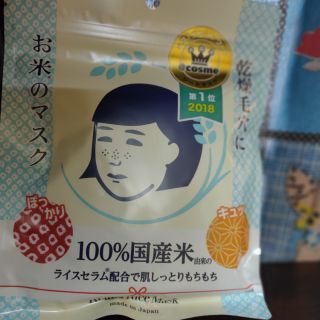 お米のマスク
@cosme
第1位
2018
乾燥毛穴に
ぽっかり
キュッ
100%国産米由来の
ライスセラム®配合で肌しっとりもちもち
made in Japan